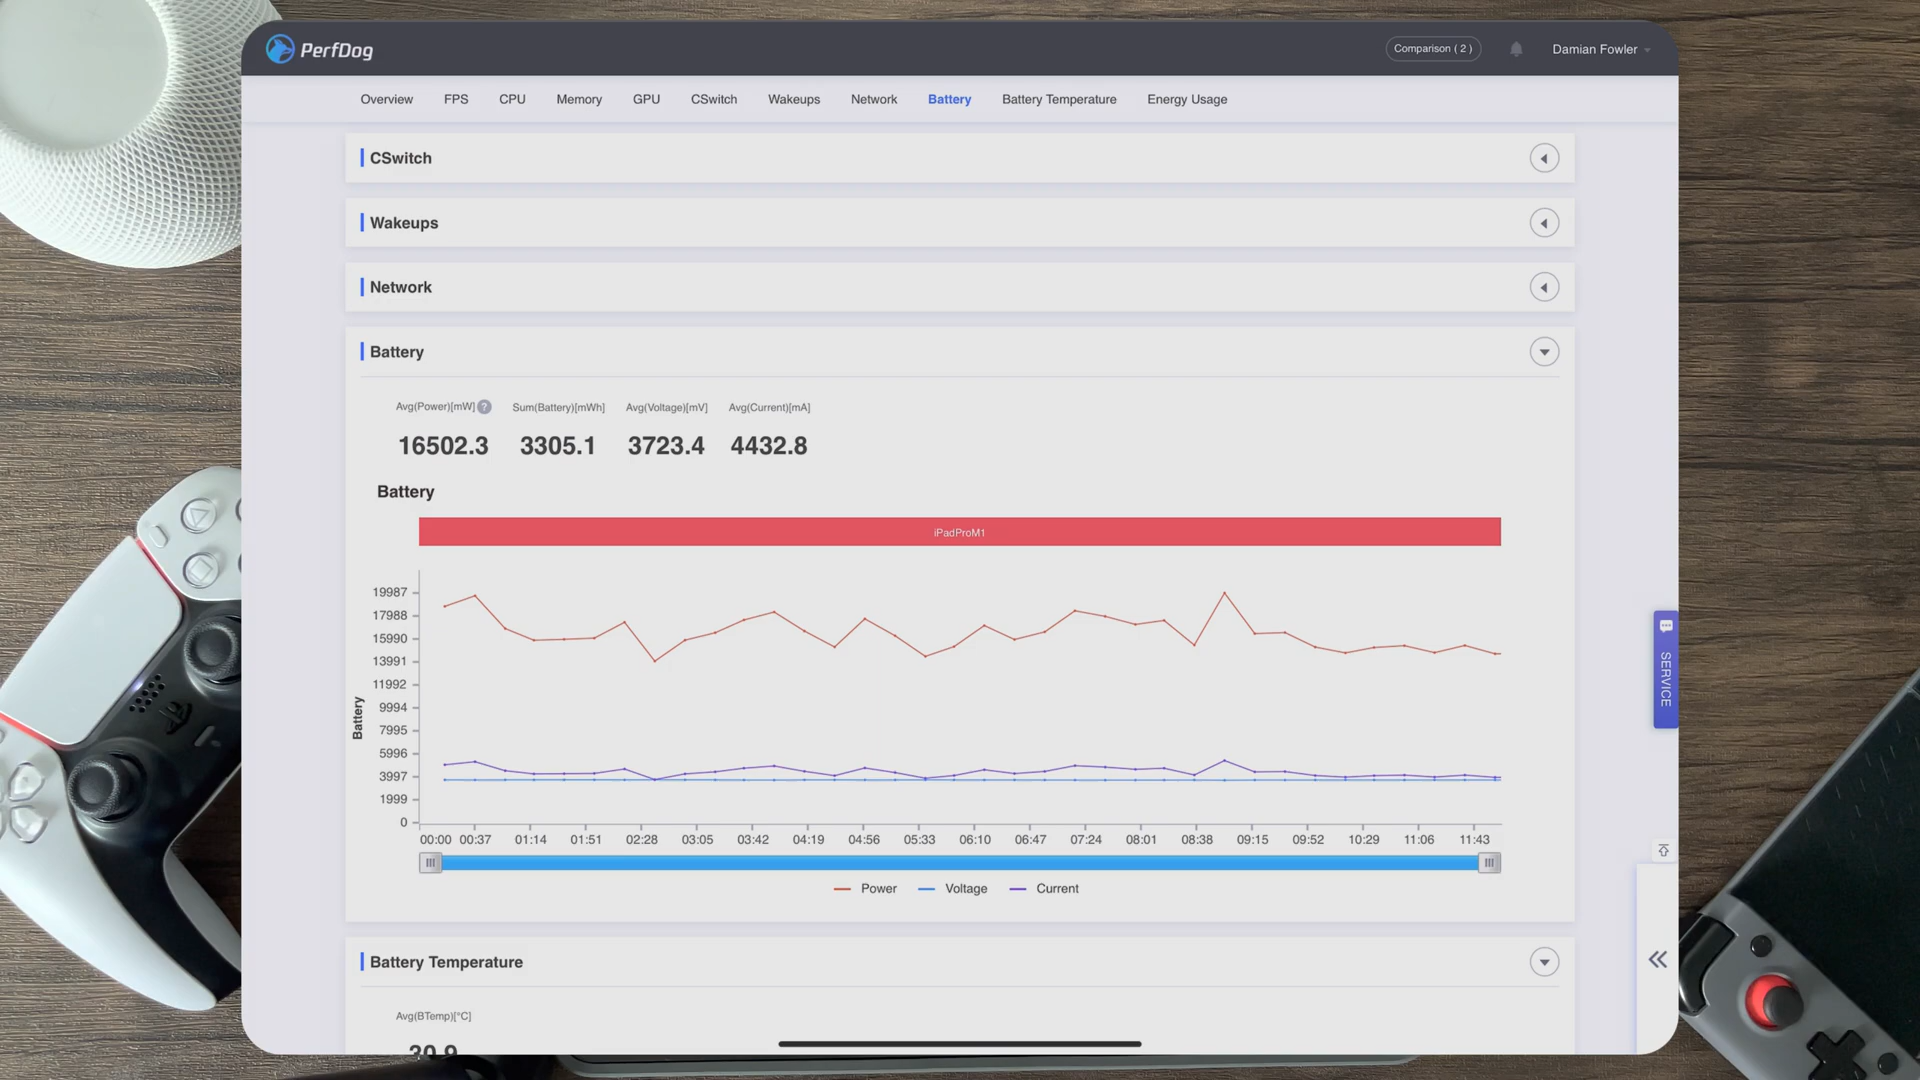 PerfDog
Comparison ( 2 )
Damian Fowler
Overview FPS CPU Memory GPU CSwitch Wakeups Network Battery Battery Temperature Energy Usage
CSwitch
Wakeups
Network
Battery
Avg(Power)[mW] ? Sum(Battery)[mWh] Avg(Voltage)[mV] Avg(Current)[mA]
16502.3 3305.1 3723.4 4432.8
Battery
iPadProM1
19987
17988
15990
13991
11992
9994
7995
5996
3997
1999
0
Battery
00:00 00:37 01:14 01:51 02:28 03:05 03:42 04:19 04:56 05:33 06:10 06:47 07:24 08:01 08:38 09:15 09:52 10:29 11:06 11:43
Power Voltage Current
SERVICE
Battery Temperature
Avg(BTemp)[°C]
30.9